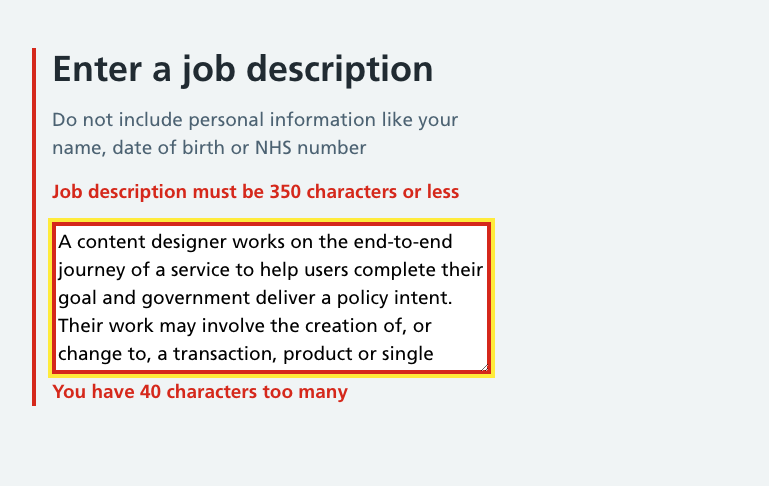 Enter a job description
Do not include personal information like your
name, date of birth or NHS number
Job description must be 350 characters or less
A content designer works on the end-to-end
journey of a service to help users complete their
goal and government deliver a policy intent.
Their work may involve the creation of, or
change to, a transaction, product or single
You have 40 characters too many